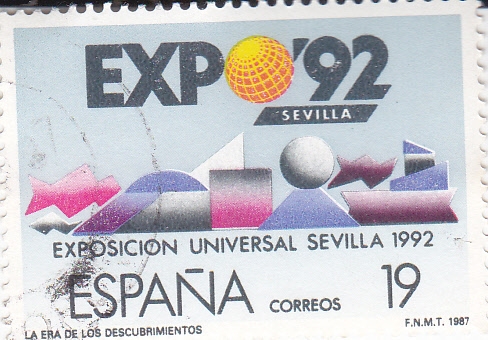 EXPO'92
SEVILLA
EXPOSICION UNIVERSAL SEVILLA 1992
ESPAÑA CORREOS 19
LA ERA DE LOS DESCUBRIMIENTOS F.N.M.T. 1987